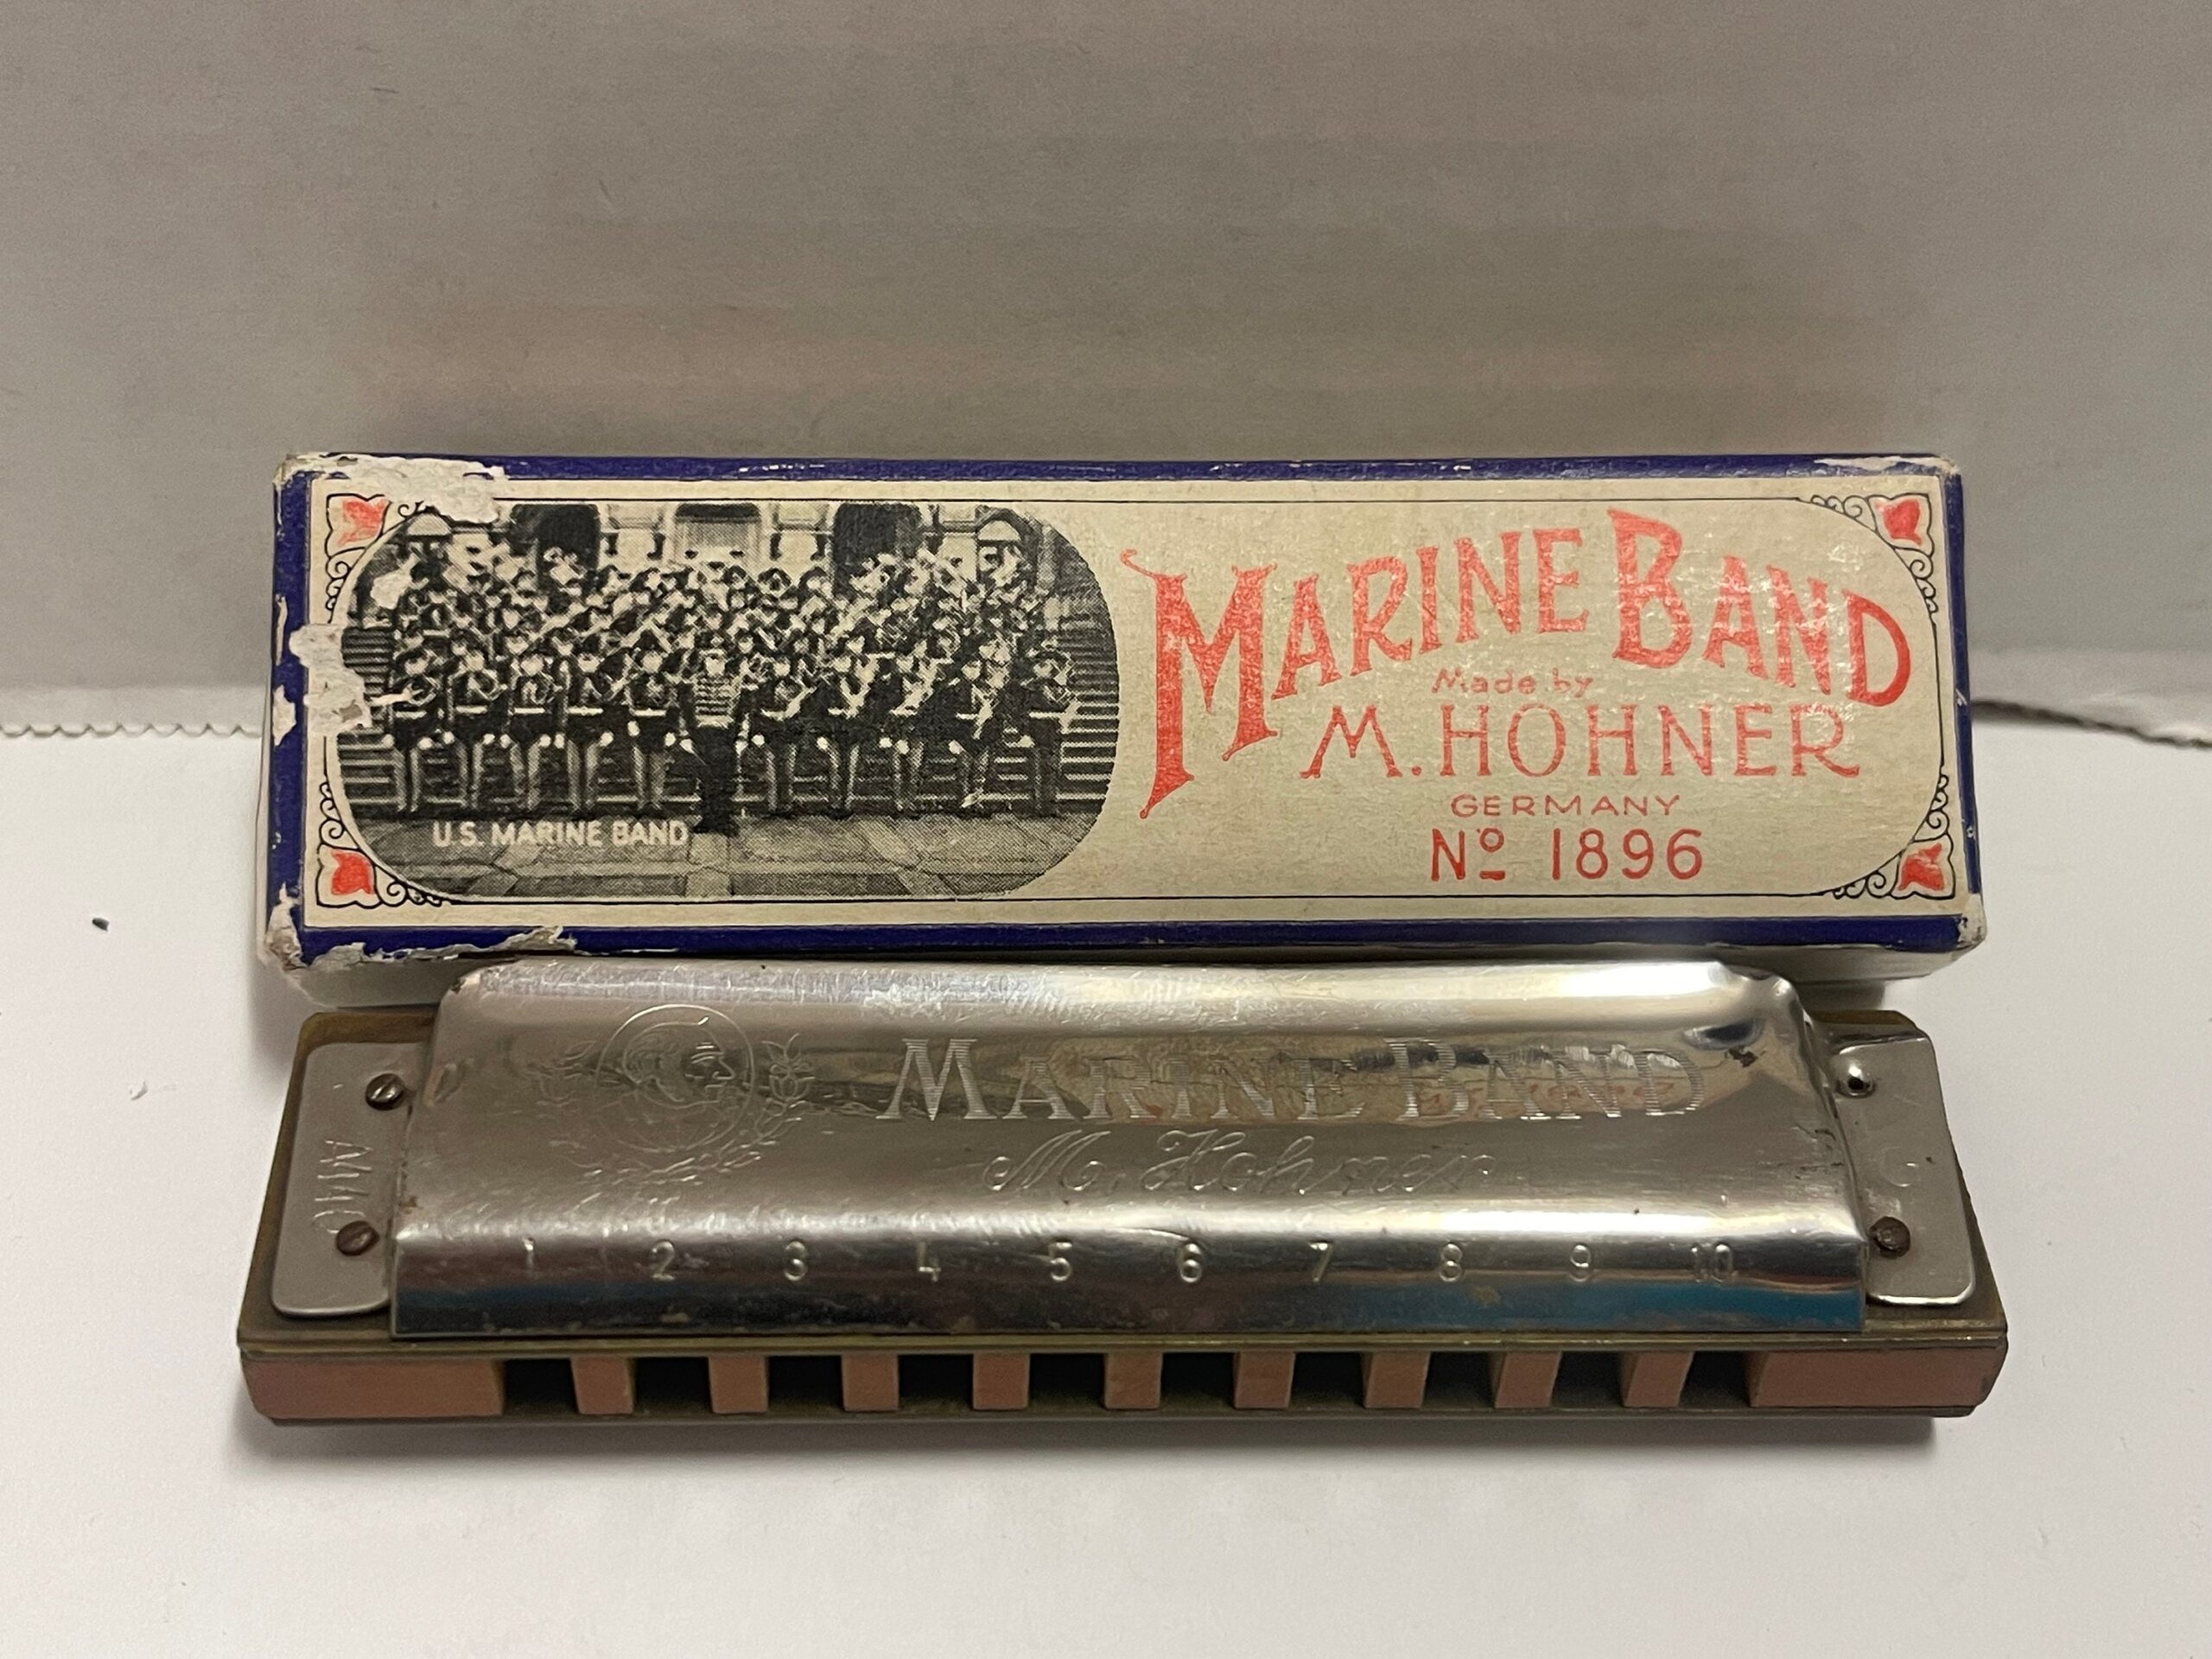 U.S. MARINE BAND
MARINE BAND
Made by
M. HOHNER
GERMANY
Nº 1896
MARINE BAND
M. Hohner
1 2 3 4 5 6 7 8 9 10
C